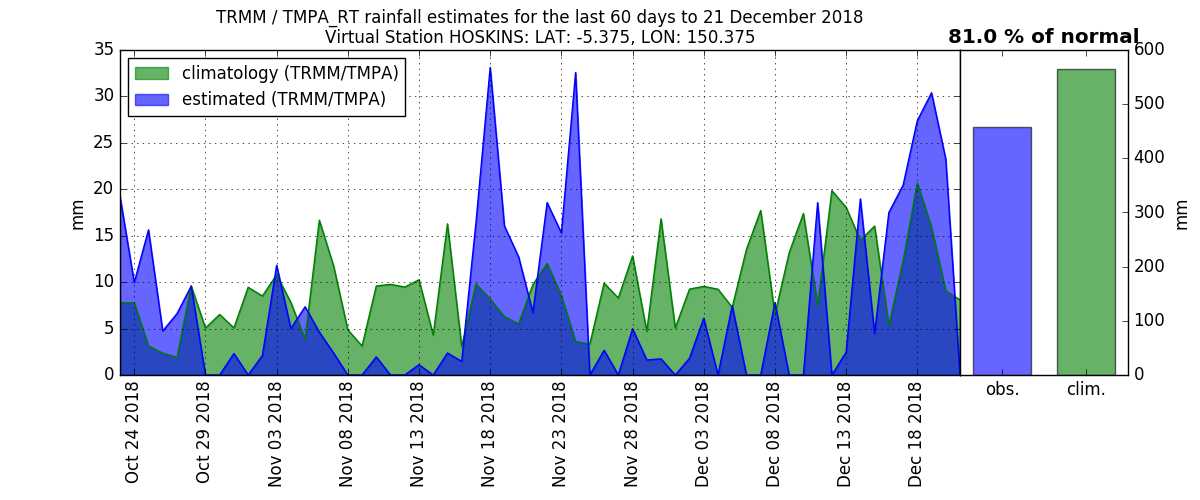 TRMM / TMPA_RT rainfall estimates for the last 60 days to 21 December 2018
Virtual Station HOSKINS: LAT: -5.375, LON: 150.375
81.0 % of normal
climatology (TRMM/TMPA)
estimated (TRMM/TMPA)
35
30
25
20
15
10
5
0
mm
Oct 24 2018
Oct 29 2018
Nov 03 2018
Nov 08 2018
Nov 13 2018
Nov 18 2018
Nov 23 2018
Nov 28 2018
Dec 03 2018
Dec 08 2018
Dec 13 2018
Dec 18 2018
obs.
clim.
600
500
400
300
200
100
0
mm